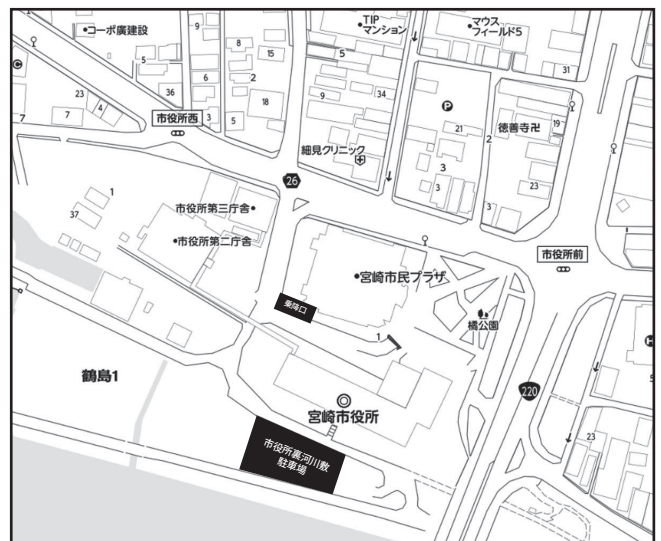 コーポ廣建設
TIP
マンション
マウス
フィールド5
9
8
15
5
31
C
5
6
2
36
23
4
7
7
18
3
5
9
34
P
21
2
19
徳善寺卍
市役所西
細見クリニック
3
3
23
3
26
1
37
市役所第三庁舎
市役所第二庁舎
市役所前
宮崎市民プラザ
乗降口
1
橘公園
H
5
鶴島1
宮崎市役所
220
市役所裏河川敷
駐車場
23